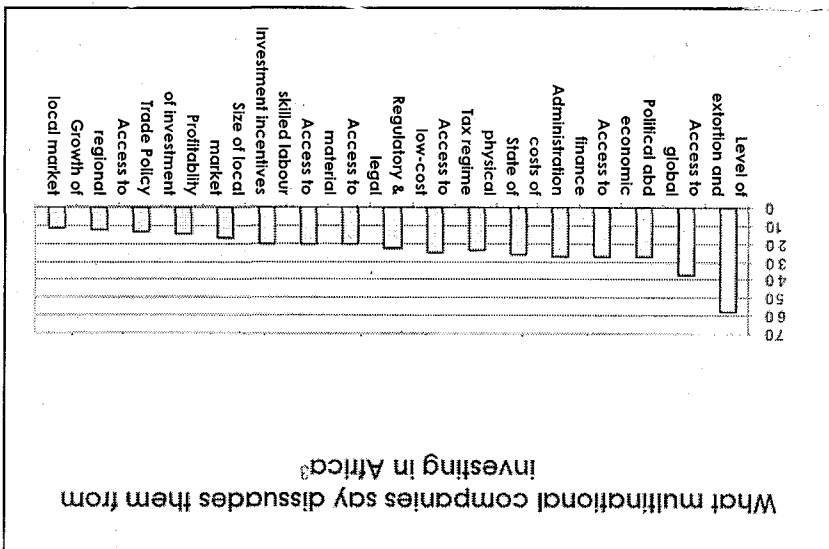 What multinational companies say dissuades them from
investing in Africa³
70
60
50
40
30
20
10
0
Level of
extortion and
Access to
global
Political abd
economic
Access to
finance
Administration
costs of
State of
physical
Tax regime
Access to
low-cost
Regulatory &
legal
Access to
material
Access to
skilled labour
Investment incentives
Size of local
market
Profitability
of investment
Trade Policy
Access to
regional
Growth of
local market